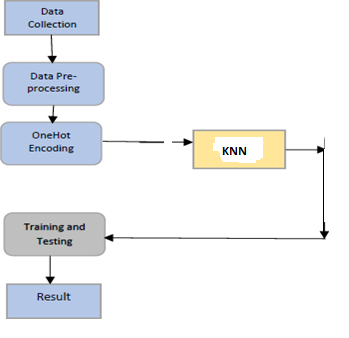 Data
Collection
Data Pre-
processing
OneHot
Encoding
KNN
Training and
Testing
Result